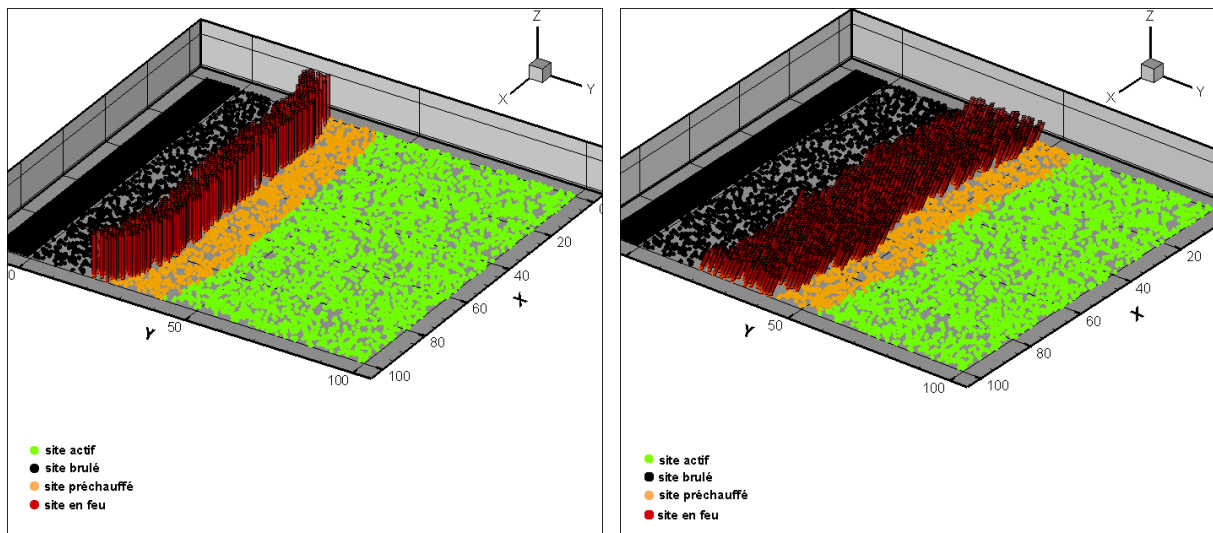 Z
X
Y
0
20
40
X
60
80
100
0
Y
50
100
site actif
site brulé
site préchauffé
site en feu
Z
X
Y
20
40
X
60
80
100
Y
50
100
site actif
site brulé
site préchauffé
site en feu